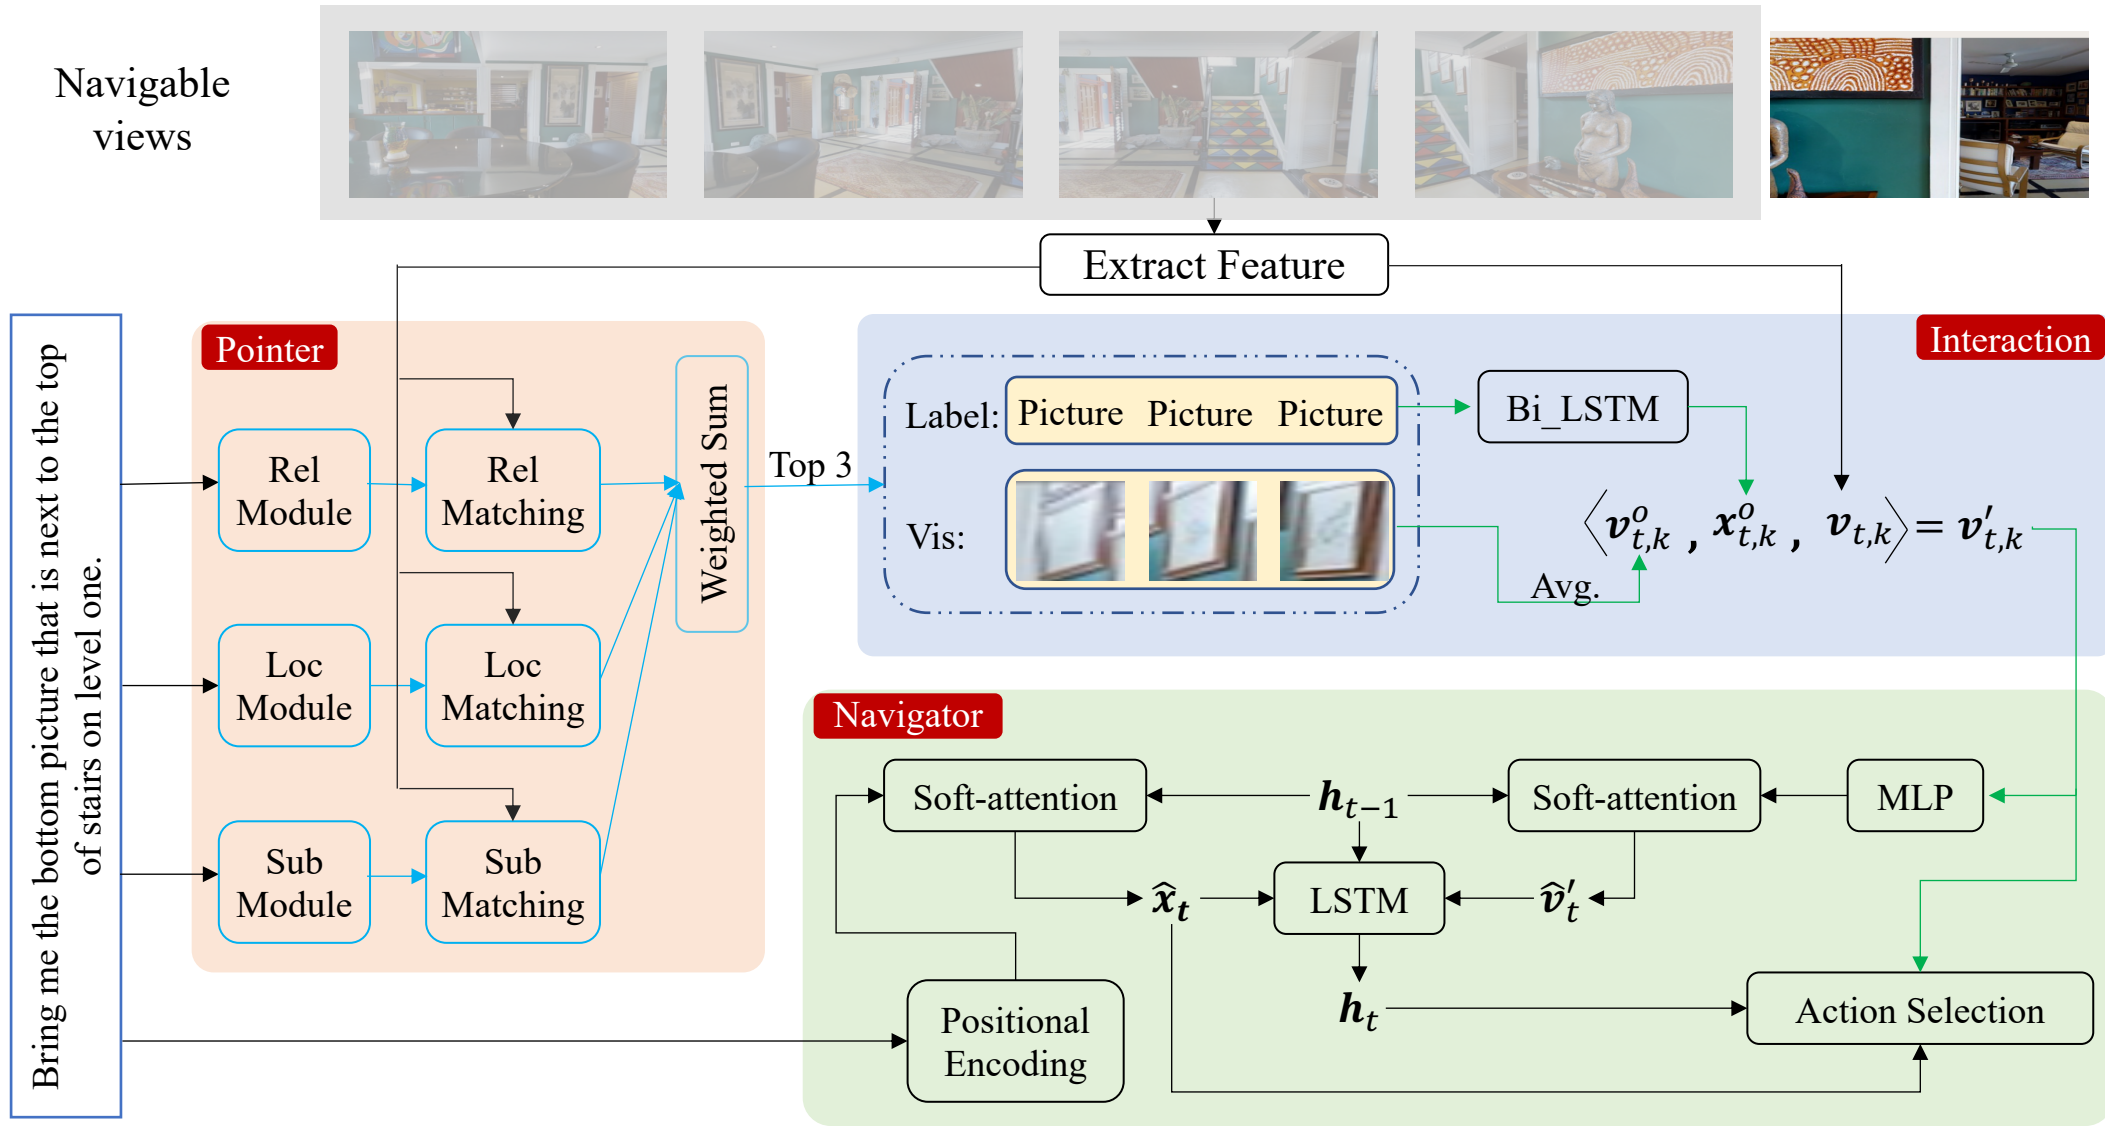 Navigable
views
Extract Feature
Bring me the bottom picture that is next to the top
of stairs on level one.
Pointer
Rel
Module
Rel
Matching
Loc
Module
Loc
Matching
Sub
Module
Sub
Matching
Weighted Sum
Top 3
Interaction
Label:
Picture Picture Picture
Bi_LSTM
Vis:
Avg.
⟨v^o_{t,k} , x^o_{t,k} , v_{t,k}⟩ = v′_{t,k}
Navigator
Soft-attention
h_{t−1}
Soft-attention
MLP
x̂_t
LSTM
v̂′_t
h_t
Positional
Encoding
Action Selection